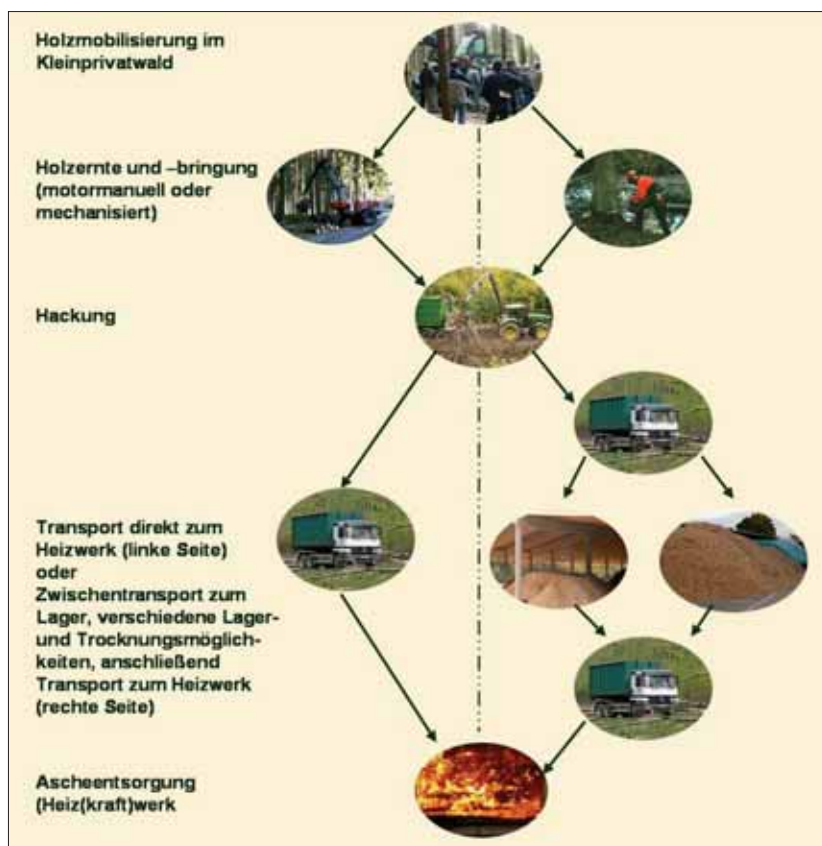 Holzmobilisierung im
Kleinprivatwald
Holzernte und –bringung
(motormanuell oder
mechanisiert)
Hackung
Transport direkt zum
Heizwerk (linke Seite)
oder
Zwischentransport zum
Lager, verschiedene Lager-
und Trocknungsmöglich-
keiten, anschließend
Transport zum Heizwerk
(rechte Seite)
Ascheentsorgung
(Heiz(kraft)werk